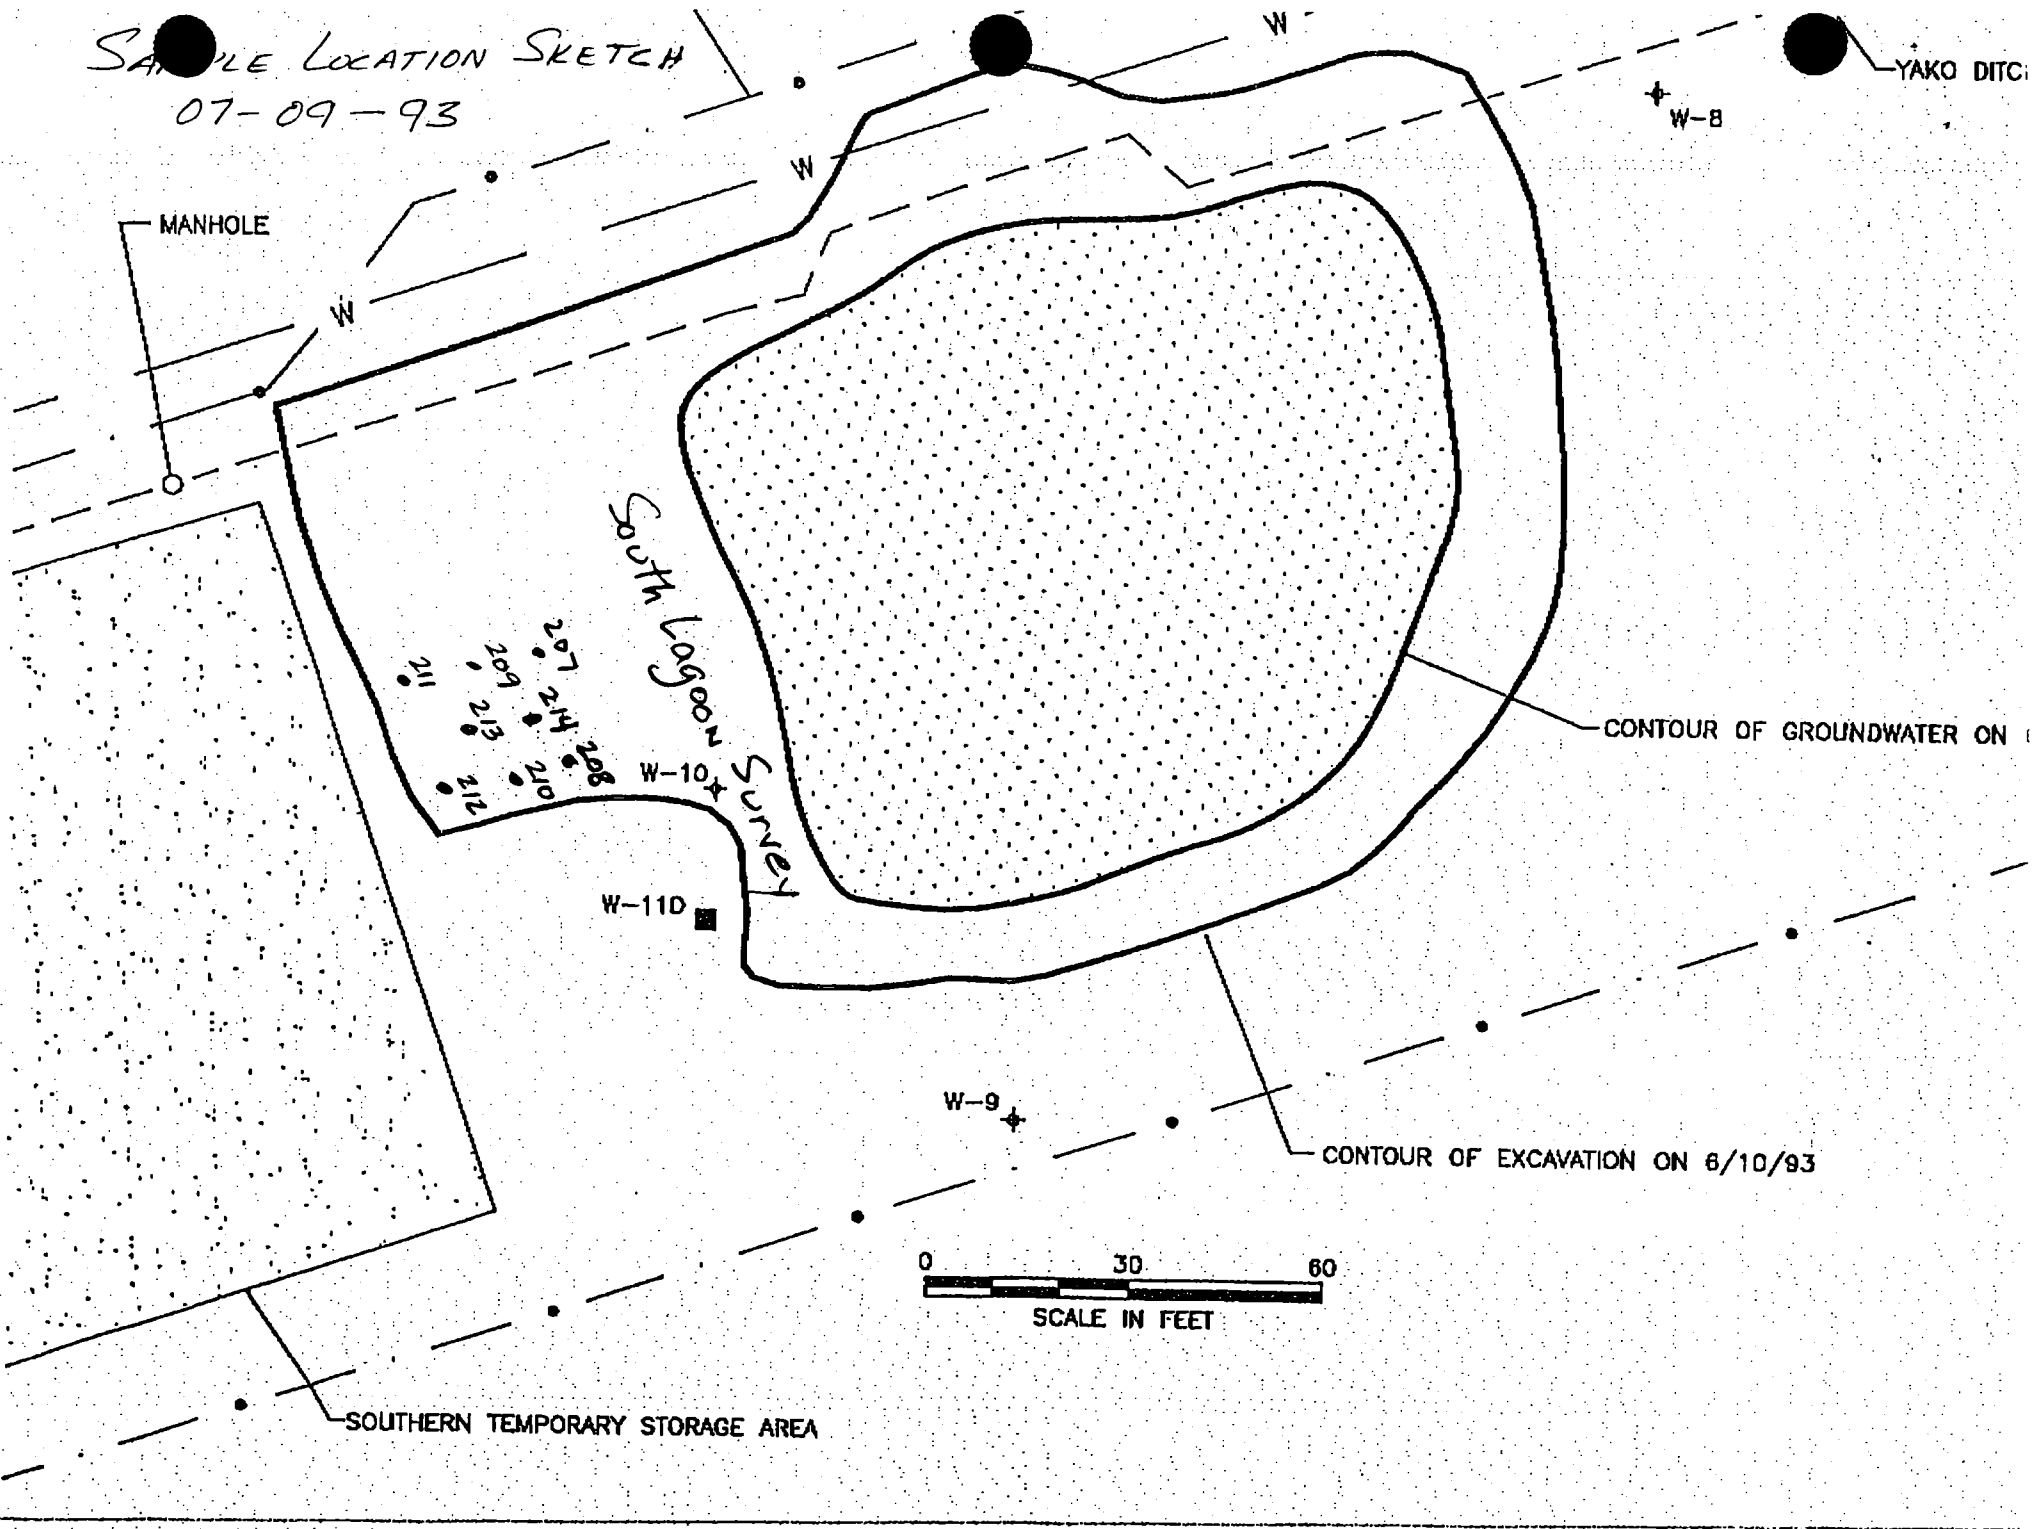 LOCATION SKETCH
07-09-93
W
YAKO
W-8
W
MANHOLE
W
South Lagoon Survey
207
209
211
214
213
208
210
212
W-10
CONTOUR OF GROUNDWATER ON
W-11D
W-9
CONTOUR OF EXCAVATION ON 6/10/93
0 30 60
SCALE IN FEET
SOUTHERN TEMPORARY STORAGE AREA